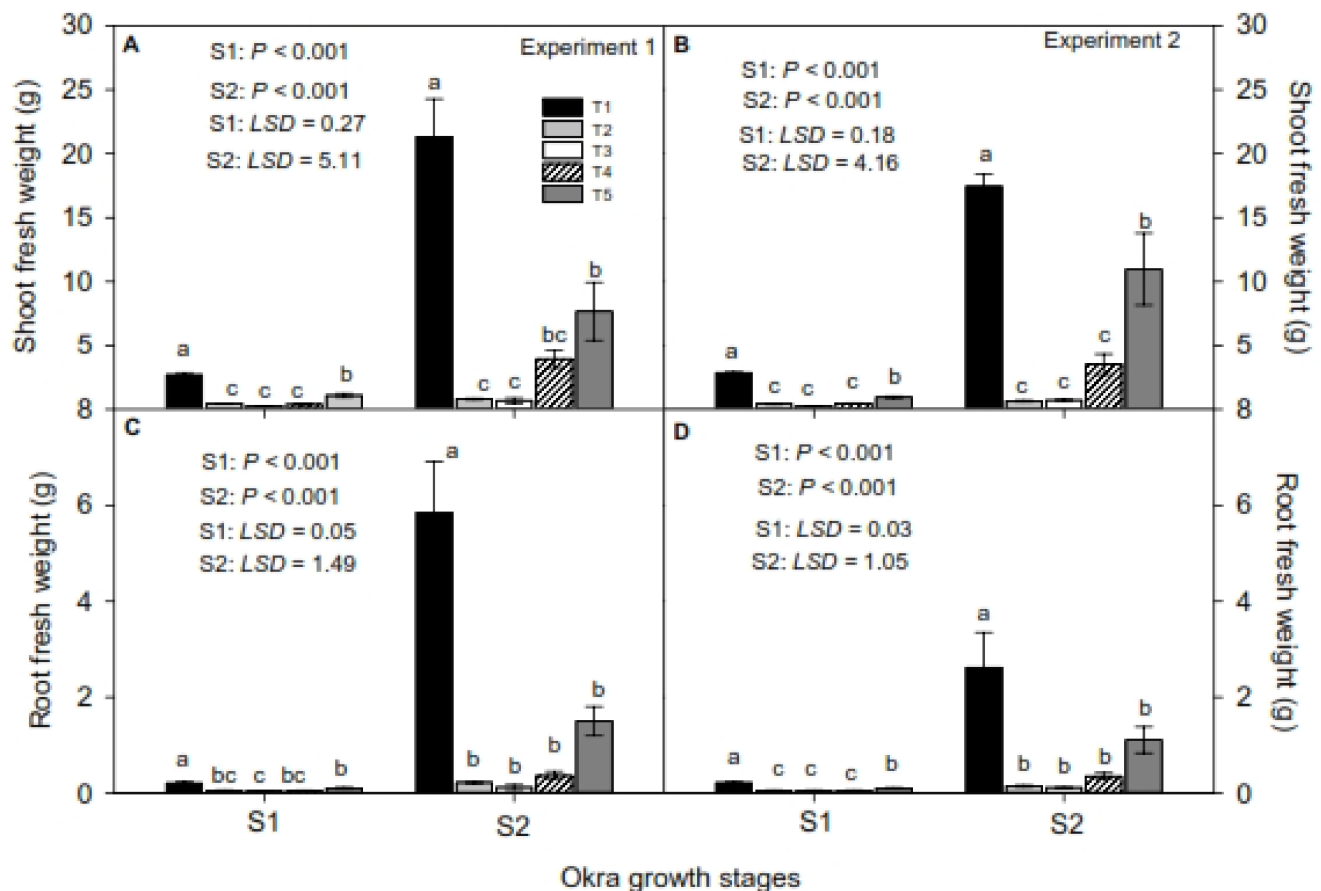 A
Experiment 1
S1: P < 0.001
S2: P < 0.001
S1: LSD = 0.27
S2: LSD = 5.11
T1
T2
T3
T4
T5
a
c
c
c
b
a
c
c
bc
b
30
25
20
15
10
5
8
Shoot fresh weight (g)
B
Experiment 2
S1: P < 0.001
S2: P < 0.001
S1: LSD = 0.18
S2: LSD = 4.16
a
c
c
c
b
a
c
c
c
b
30
25
20
15
10
5
8
Shoot fresh weight (g)
C
S1: P < 0.001
S2: P < 0.001
S1: LSD = 0.05
S2: LSD = 1.49
a
bc
c
bc
b
a
b
b
b
b
6
4
2
0
Root fresh weight (g)
S1
S2
D
S1: P < 0.001
S2: P < 0.001
S1: LSD = 0.03
S2: LSD = 1.05
a
c
c
c
b
a
b
b
b
b
6
4
2
0
Root fresh weight (g)
S1
S2
Okra growth stages